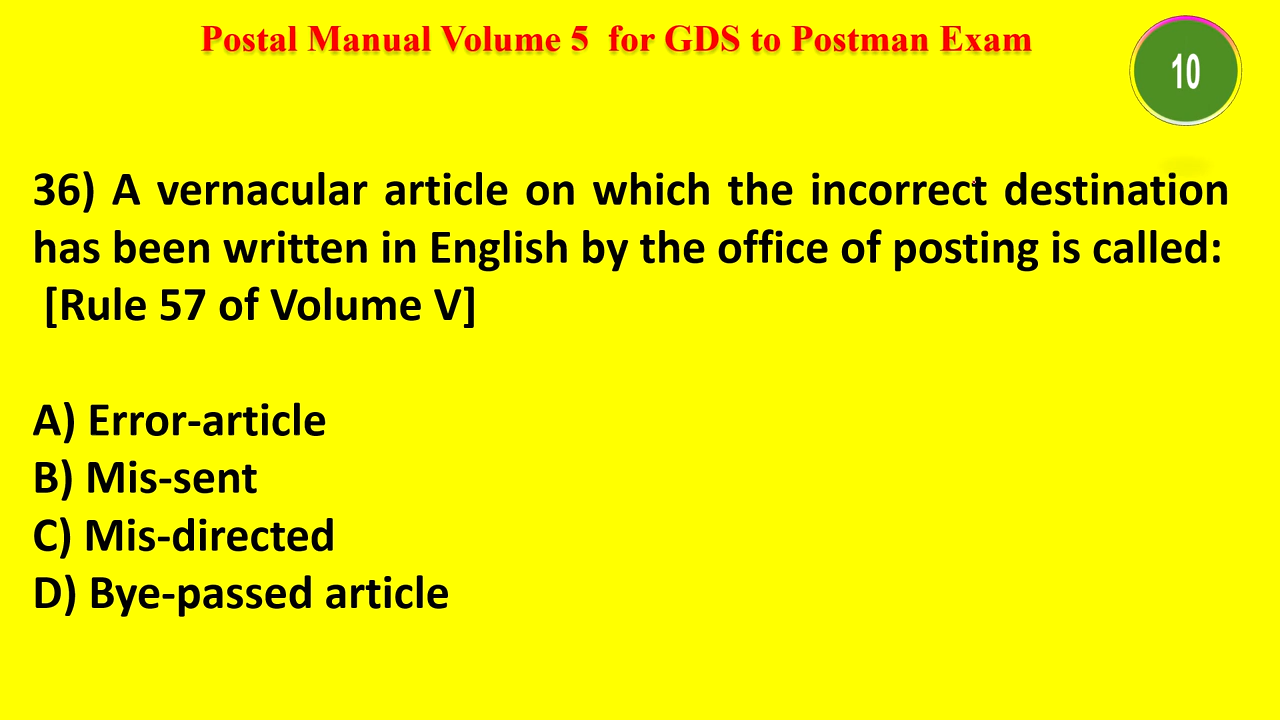 Postal Manual Volume 5 for GDS to Postman Exam
10
36) A vernacular article on which the incorrect destination
has been written in English by the office of posting is called:
[Rule 57 of Volume V]
A) Error-article
B) Mis-sent
C) Mis-directed
D) Bye-passed article